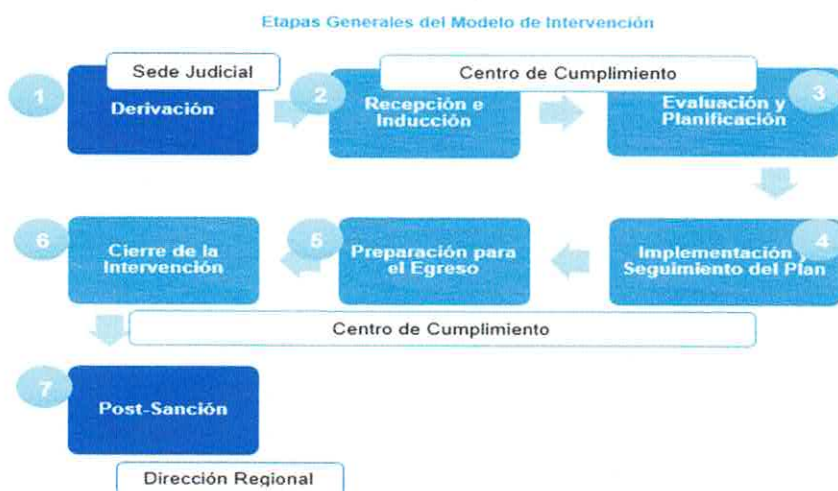 Etapas Generales del Modelo de Intervención
Sede Judicial
Centro de Cumplimiento
1
Derivación
2
Recepción e
Inducción
3
Evaluación y
Planificación
6
Cierre de la
Intervención
5
Preparación para
el Egreso
4
Implementación y
Seguimiento del Plan
Centro de Cumplimiento
7
Post-Sanción
Dirección Regional